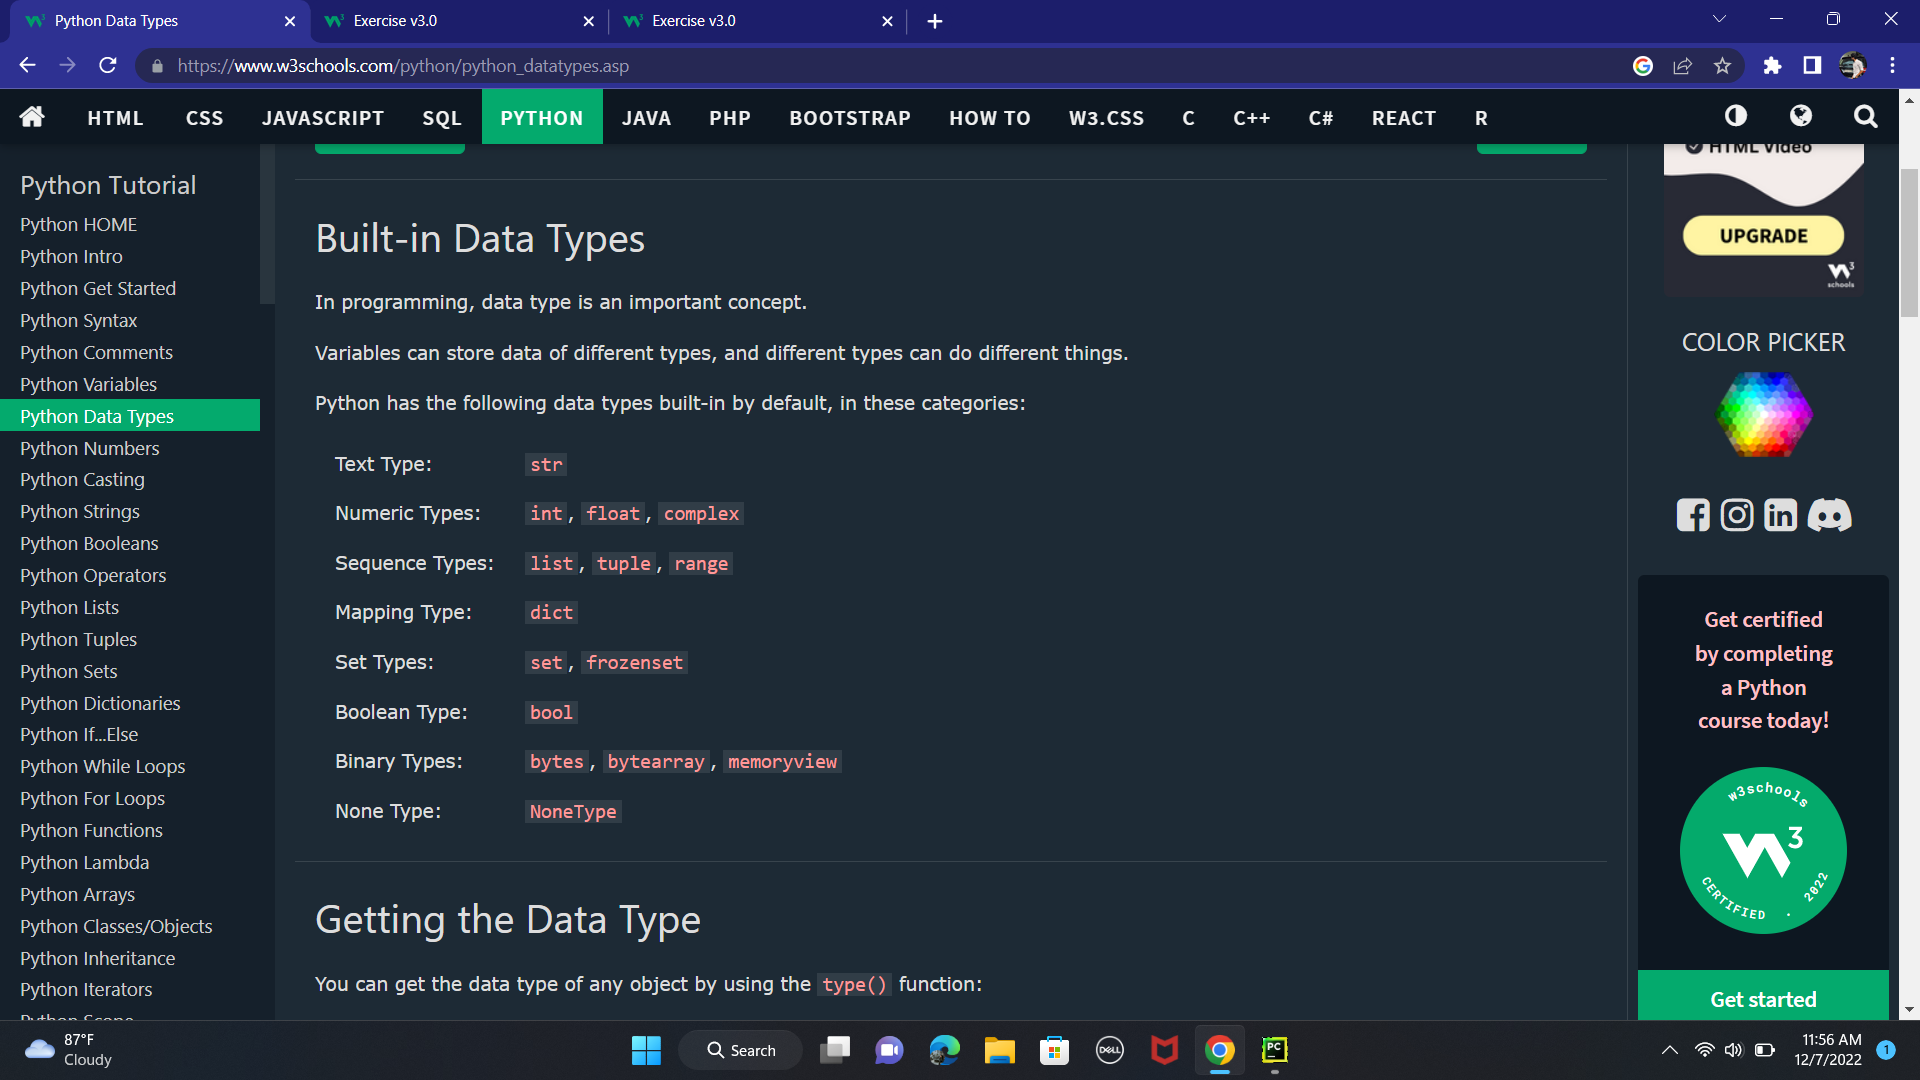 Python Data Types
Exercise v3.0
Exercise v3.0
https://www.w3schools.com/python/python_datatypes.asp
HTML CSS JAVASCRIPT SQL PYTHON JAVA PHP BOOTSTRAP HOW TO W3.CSS C C++ C# REACT R
Python Tutorial
Python HOME
Python Intro
Python Get Started
Python Syntax
Python Comments
Python Variables
Python Data Types
Python Numbers
Python Casting
Python Strings
Python Booleans
Python Operators
Python Lists
Python Tuples
Python Sets
Python Dictionaries
Python If...Else
Python While Loops
Python For Loops
Python Functions
Python Lambda
Python Arrays
Python Classes/Objects
Python Inheritance
Python Iterators
Python Scope
Built-in Data Types
In programming, data type is an important concept.
Variables can store data of different types, and different types can do different things.
Python has the following data types built-in by default, in these categories:
Text Type: str
Numeric Types: int, float, complex
Sequence Types: list, tuple, range
Mapping Type: dict
Set Types: set, frozenset
Boolean Type: bool
Binary Types: bytes, bytearray, memoryview
None Type: NoneType
Getting the Data Type
You can get the data type of any object by using the type() function:
HTML Video
UPGRADE
W3
schools
COLOR PICKER
Get certified
by completing
a Python
course today!
w3schools
W3
CERTIFIED . 2022
Get started
87°F
Cloudy
Search
DELL
PC
11:56 AM
12/7/2022
1